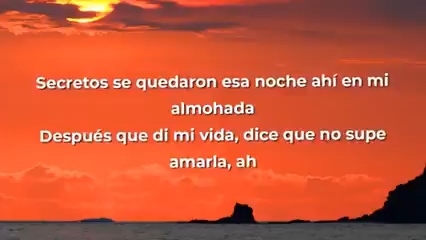 Secretos se quedaron esa noche ahí en mi
almohada
Después que di mi vida, dice que no supe
amarla, ah